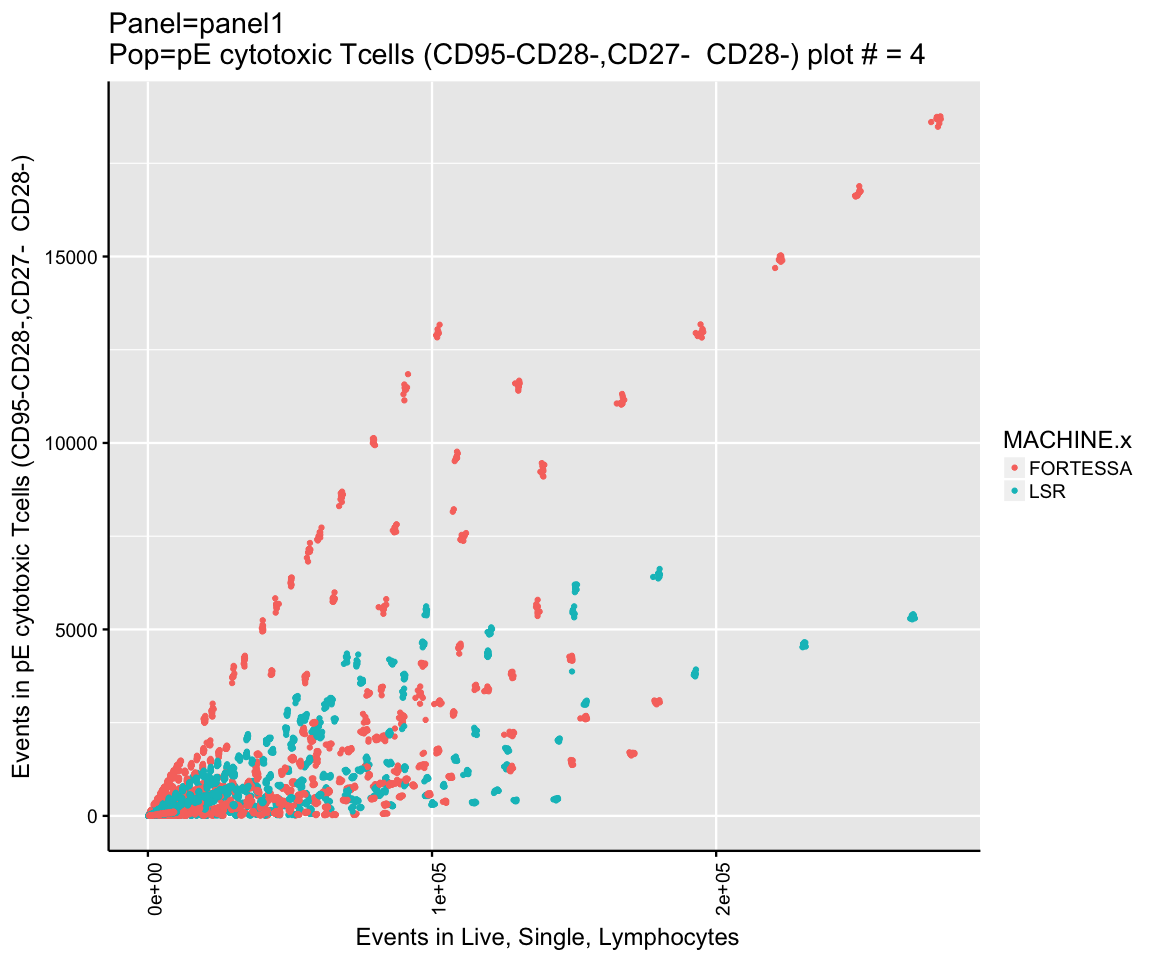 Panel=panel1
Pop=pE cytotoxic Tcells (CD95-CD28-,CD27-  CD28-) plot # = 4
Events in pE cytotoxic Tcells (CD95-CD28-,CD27-  CD28-)
15000
10000
5000
0
0e+00
1e+05
2e+05
Events in Live, Single, Lymphocytes
MACHINE.x
FORTESSA
LSR